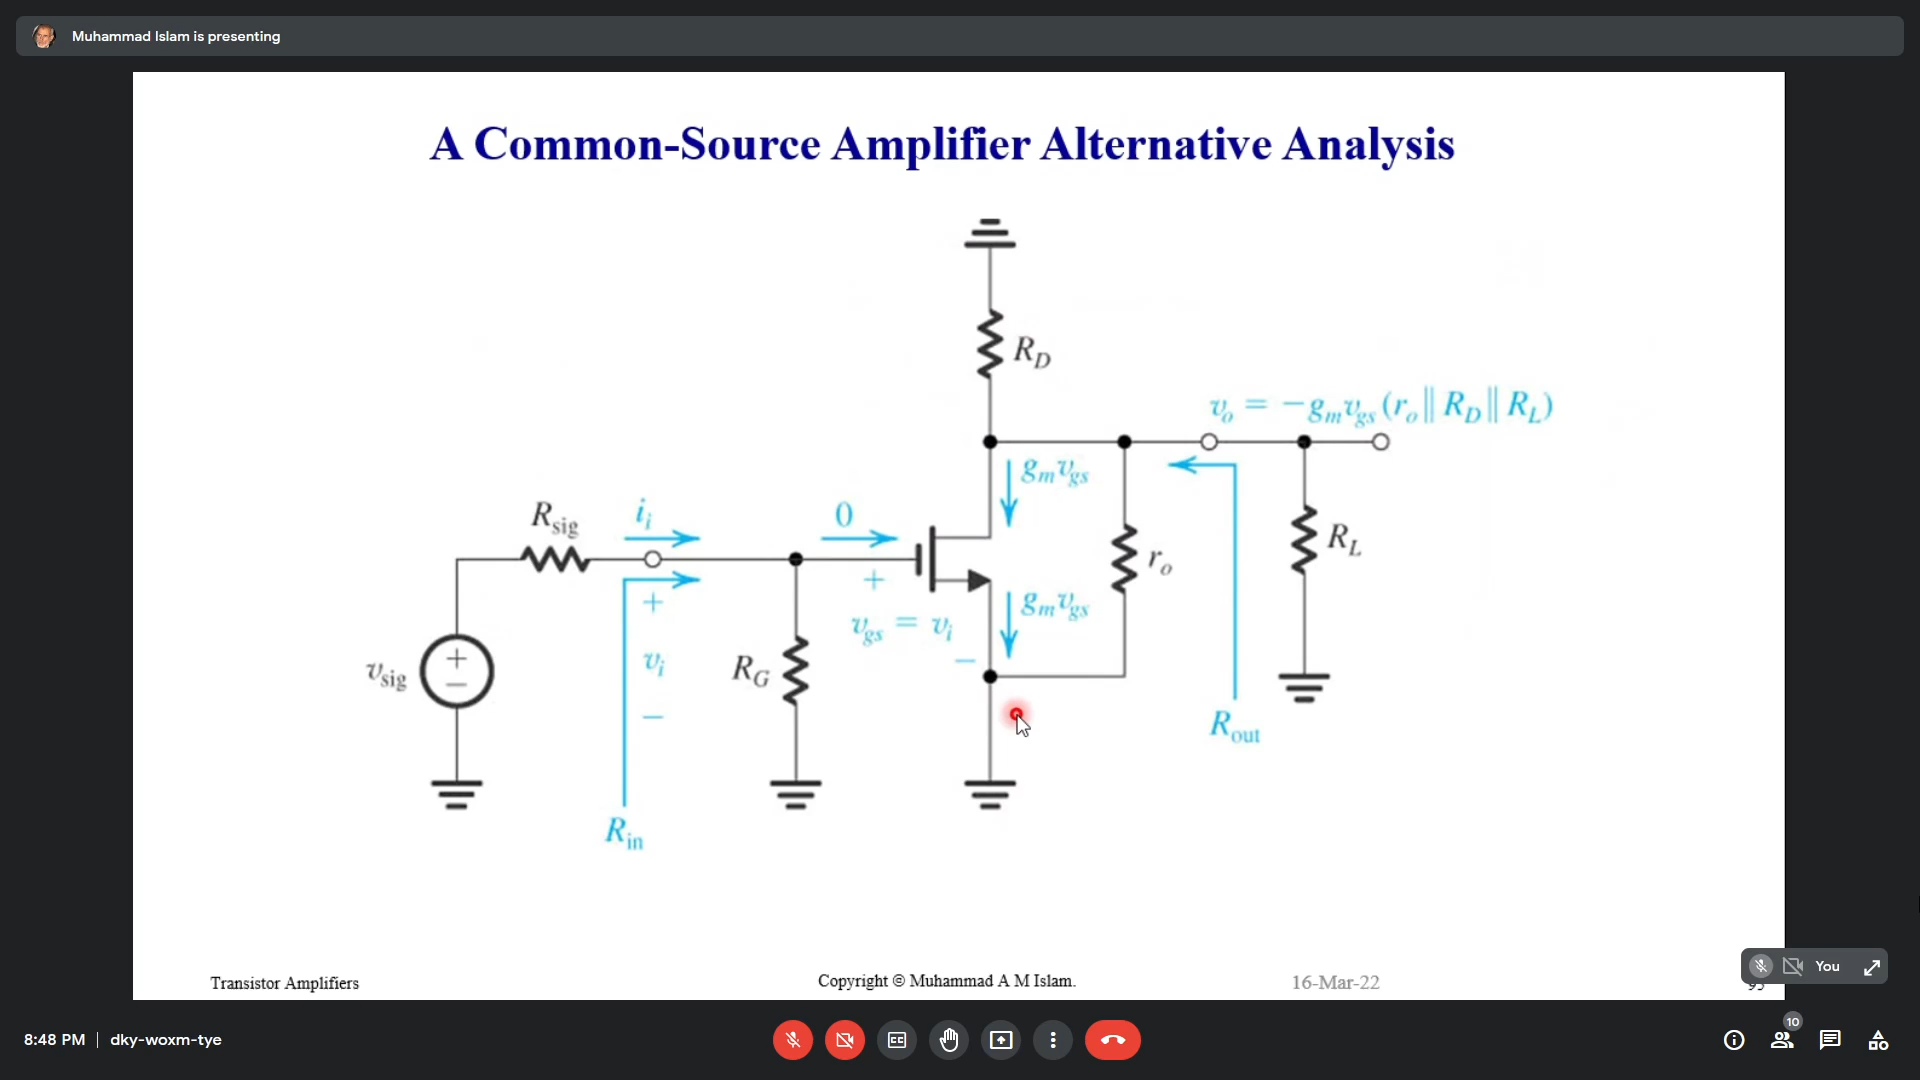 Muhammad Islam is presenting
A Common-Source Amplifier Alternative Analysis
R_D
v_o = −g_m v_gs (r_o || R_D || R_L)
g_m v_gs
R_sig
i_i
0
R_L
r_o
+
+
g_m v_gs
v_gs = v_i
−
v_sig
+
−
v_i
−
R_G
R_out
R_in
Transistor Amplifiers
Copyright © Muhammad A M Islam.
16-Mar-22
You
8:48 PM | dky-woxm-tye
10